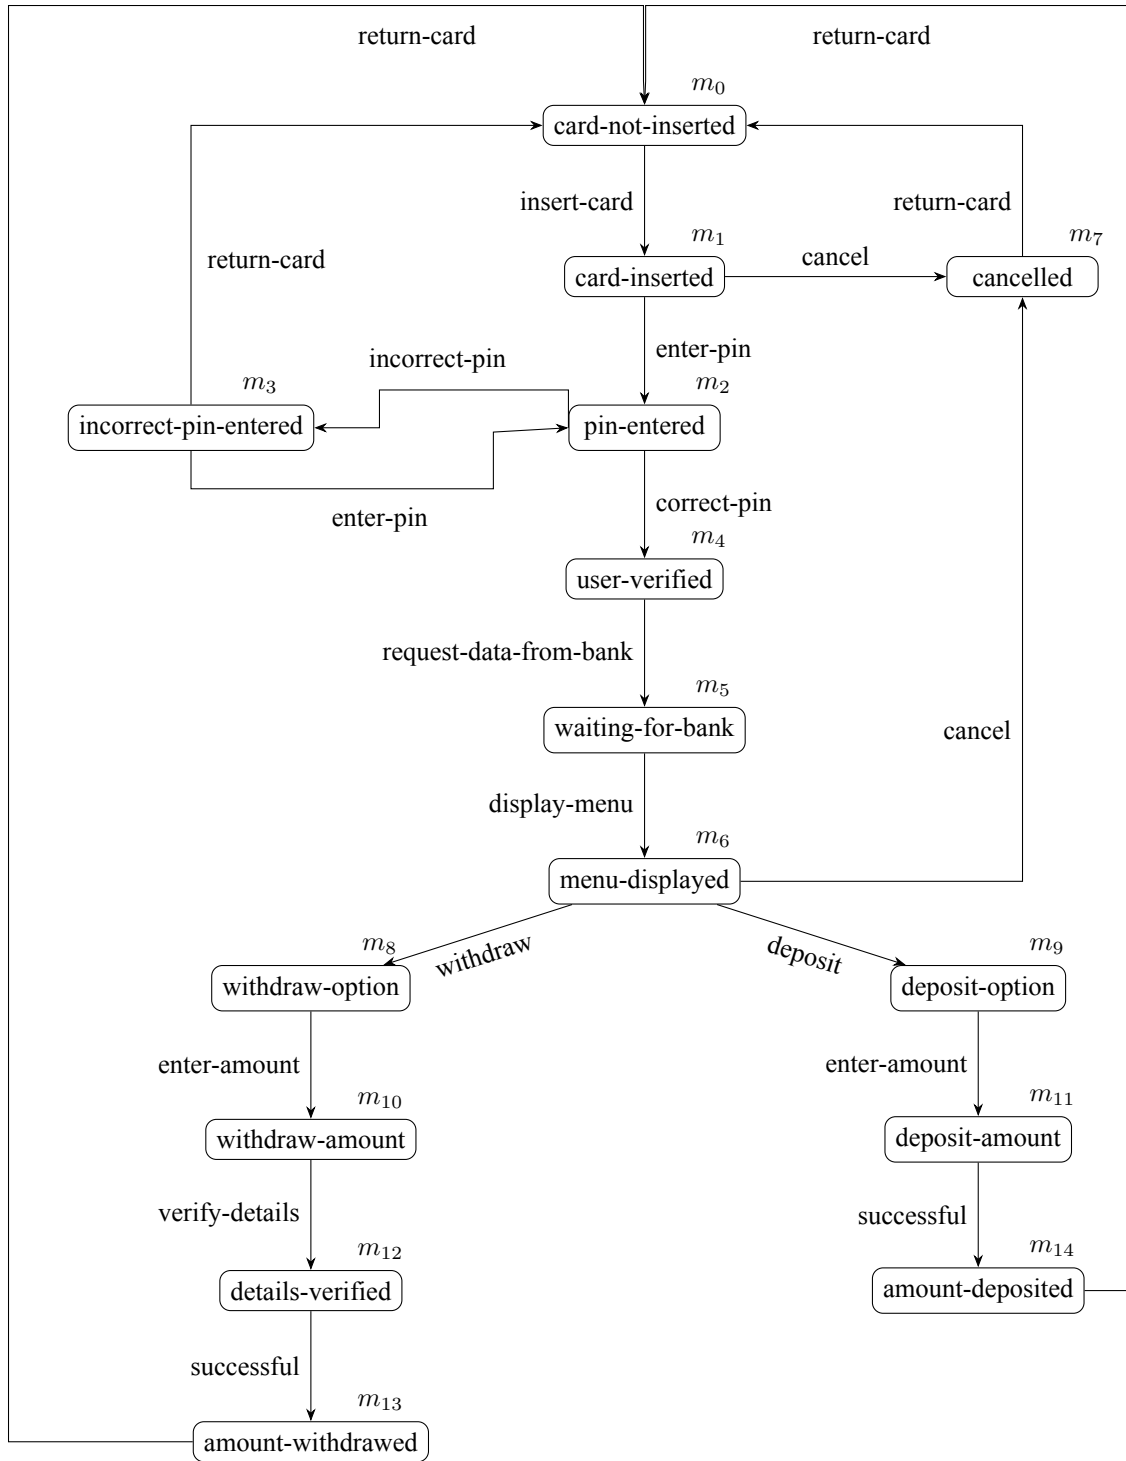 return-card
return-card
m0
card-not-inserted
insert-card
return-card
m1
m7
cancel
card-inserted
cancelled
return-card
enter-pin
incorrect-pin
m3
m2
incorrect-pin-entered
pin-entered
correct-pin
enter-pin
m4
user-verified
request-data-from-bank
m5
waiting-for-bank
cancel
display-menu
m6
menu-displayed
m8
withdraw
deposit
m9
withdraw-option
deposit-option
enter-amount
enter-amount
m10
m11
withdraw-amount
deposit-amount
verify-details
successful
m12
m14
details-verified
amount-deposited
successful
m13
amount-withdrawed